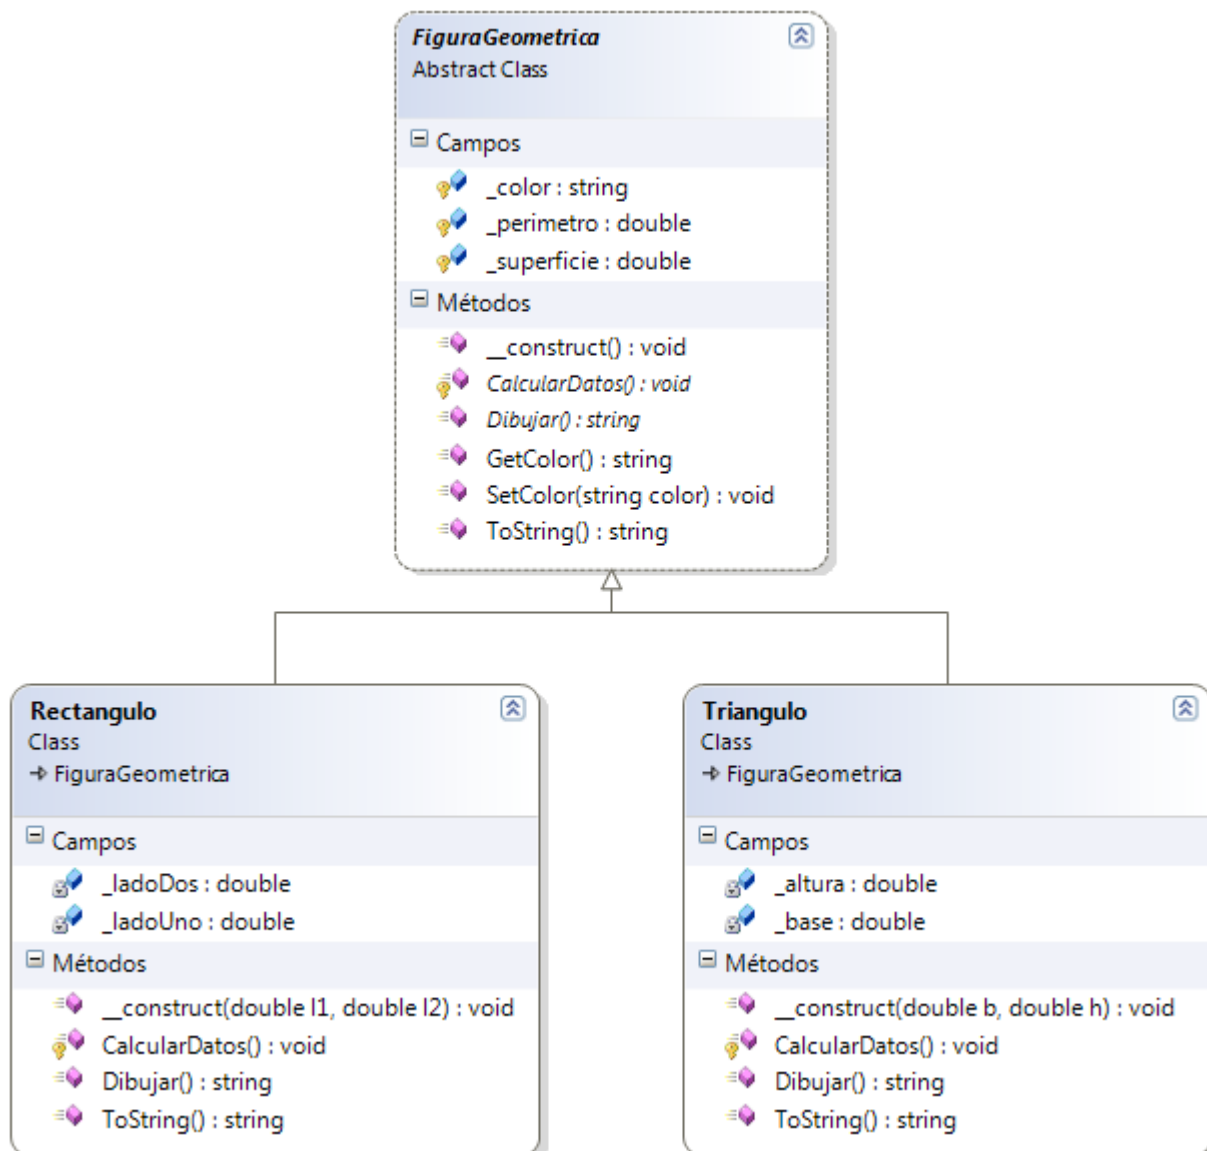 FiguraGeometrica
Abstract Class
Campos
_color : string
_perimetro : double
_superficie : double
Métodos
__construct() : void
CalcularDatos() : void
Dibujar() : string
GetColor() : string
SetColor(string color) : void
ToString() : string
Rectangulo
Class
FiguraGeometrica
Campos
_ladoDos : double
_ladoUno : double
Métodos
__construct(double l1, double l2) : void
CalcularDatos() : void
Dibujar() : string
ToString() : string
Triangulo
Class
FiguraGeometrica
Campos
_altura : double
_base : double
Métodos
__construct(double b, double h) : void
CalcularDatos() : void
Dibujar() : string
ToString() : string